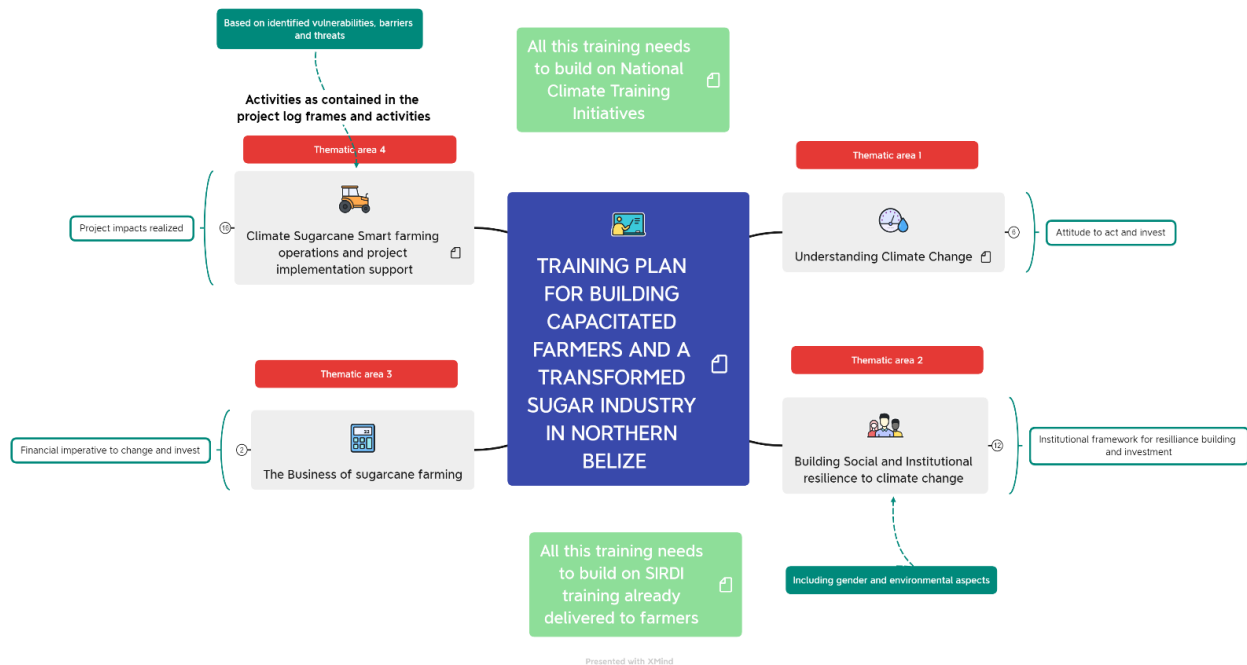 Based on identified vulnerabilities, barriers
and threats
Activities as contained in the
project log frames and activities
Thematic area 4
18
Project impacts realized
Climate Sugarcane Smart farming
operations and project
implementation support
All this training needs
to build on National
Climate Training
Initiatives
Thematic area 1
Understanding Climate Change
6
Attitude to act and invest
TRAINING PLAN
FOR BUILDING
CAPACITATED
FARMERS AND A
TRANSFORMED
SUGAR INDUSTRY
IN NORTHERN
BELIZE
Thematic area 3
Financial imperative to change and invest
2
The Business of sugarcane farming
Thematic area 2
Building Social and Institutional
resilience to climate change
12
Institutional framework for resilliance building
and investment
Including gender and environmental aspects
All this training needs
to build on SIRDI
training already
delivered to farmers
Presented with XMind